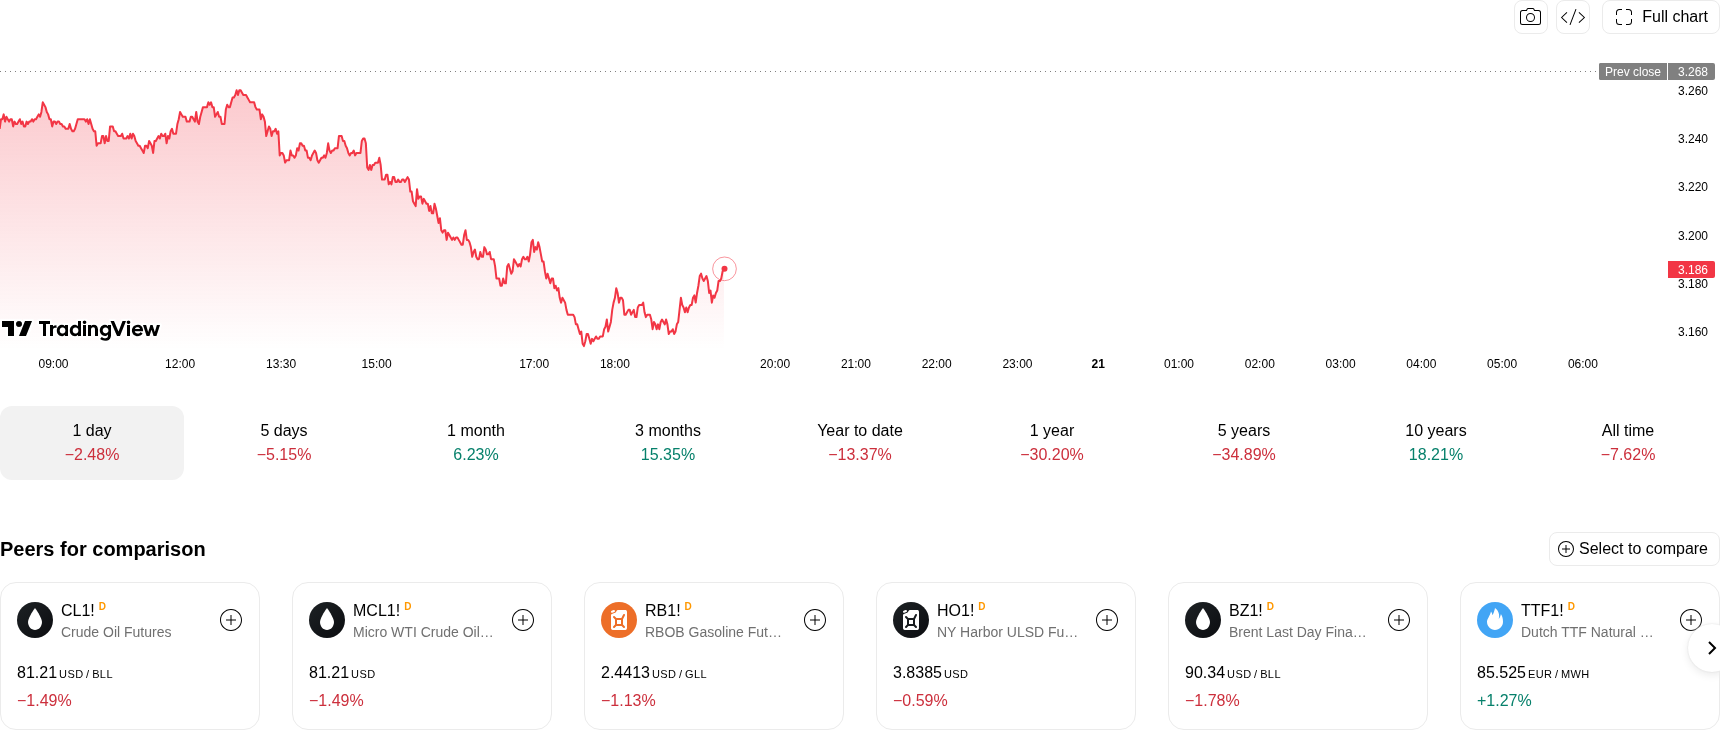 Full chart
Prev close 3.268
3.260
3.240
3.220
3.200
3.186
3.180
3.160
TradingView
09:00 12:00 13:30 15:00 17:00 18:00 20:00 21:00 22:00 23:00 21 01:00 02:00 03:00 04:00 05:00 06:00
1 day 5 days 1 month 3 months Year to date 1 year 5 years 10 years All time
−2.48% −5.15% 6.23% 15.35% −13.37% −30.20% −34.89% 18.21% −7.62%
Peers for comparison
Select to compare
CL1! D
Crude Oil Futures
81.21 USD / BLL
−1.49%
MCL1! D
Micro WTI Crude Oil…
81.21 USD
−1.49%
RB1! D
RBOB Gasoline Fut…
2.4413 USD / GLL
−1.13%
HO1! D
NY Harbor ULSD Fu…
3.8385 USD
−0.59%
BZ1! D
Brent Last Day Fina…
90.34 USD / BLL
−1.78%
TTF1! D
Dutch TTF Natural …
85.525 EUR / MWH
+1.27%